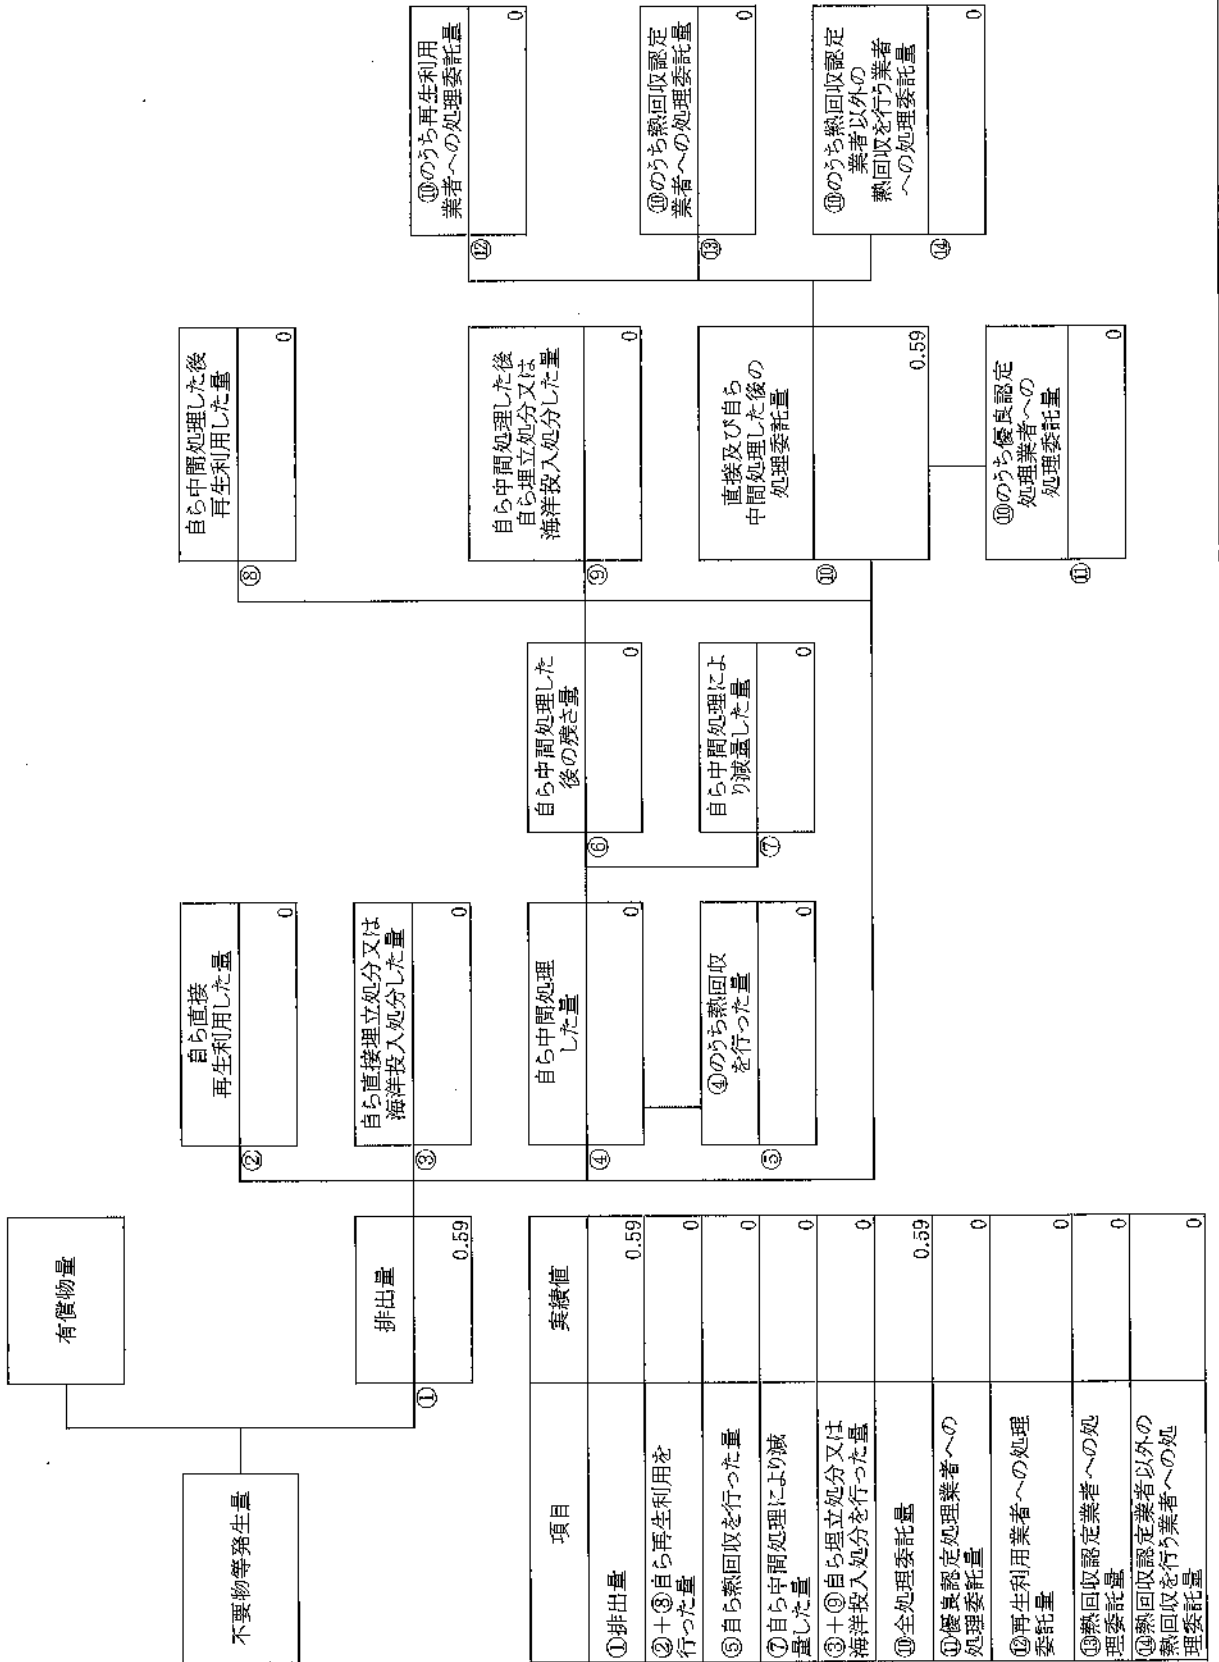 不要物等発生量
有償物量
①
排出量
0.59
②
自ら直接
再生利用した量
0
③
自ら直接埋立処分又は
海洋投入処分した量
0
④
自ら中間処理
した量
0
⑤
④のうち熱回収
を行った量
0
⑥
自ら中間処理した
後の残さ量
0
⑦
自ら中間処理によ
り減量した量
0
⑧
自ら中間処理した後
再生利用した量
0
⑨
自ら中間処理した後
自ら埋立処分又は
海洋投入処分した量
0
⑩
直接及び自ら
中間処理した後の
処理委託量
0.59
⑪
⑩のうち優良認定
処理業者への
処理委託量
0
⑫
⑩のうち再生利用
業者への処理委託量
0
⑬
⑩のうち熱回収認定
業者への処理委託量
0
⑭
⑩のうち熱回収認定
業者以外の
熱回収を行う業者
への処理委託量
0
項目 実績値
①排出量 0.59
②+⑧自ら再生利用を
行った量 0
⑤自ら熱回収を行った量 0
⑦自ら中間処理により減
量した量 0
③+⑨自ら埋立処分又は
海洋投入処分を行った量 0
⑩全処理委託量 0.59
⑪優良認定処理業者への
処理委託量 0
⑫再生利用業者への処理
委託量 0
⑬熱回収認定業者への処
理委託量 0
⑭熱回収認定業者以外の
熱回収を行う業者への処
理委託量 0